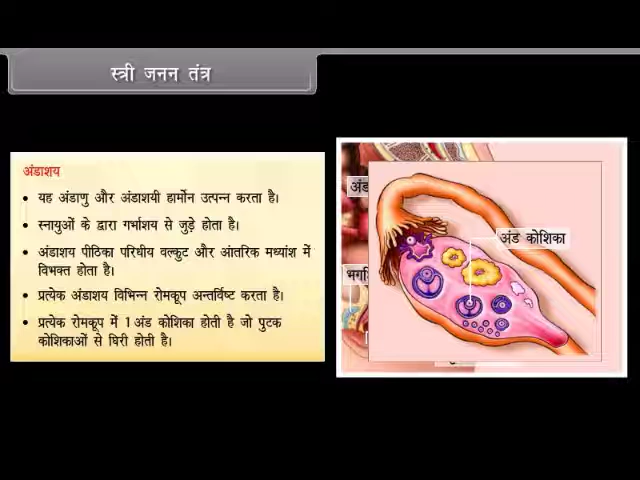 स्त्री जनन तंत्र
अंडाशय
• यह अंडाणु और अंडाशयी हार्मोन उत्पन्न करता है।
• स्नायुओं के द्वारा गर्भाशय से जुड़े होता है।
• अंडाशय पीठिका परिधीय वल्कुट और आंतरिक मध्यांश में
विभक्त होता है।
• प्रत्येक अंडाशय विभिन्न रोमकूप अन्तर्विष्ट करता है।
• प्रत्येक रोमकूप में 1 अंड कोशिका होती है जो पुटक
कोशिकाओं से घिरी होती है।
अंड कोशिका